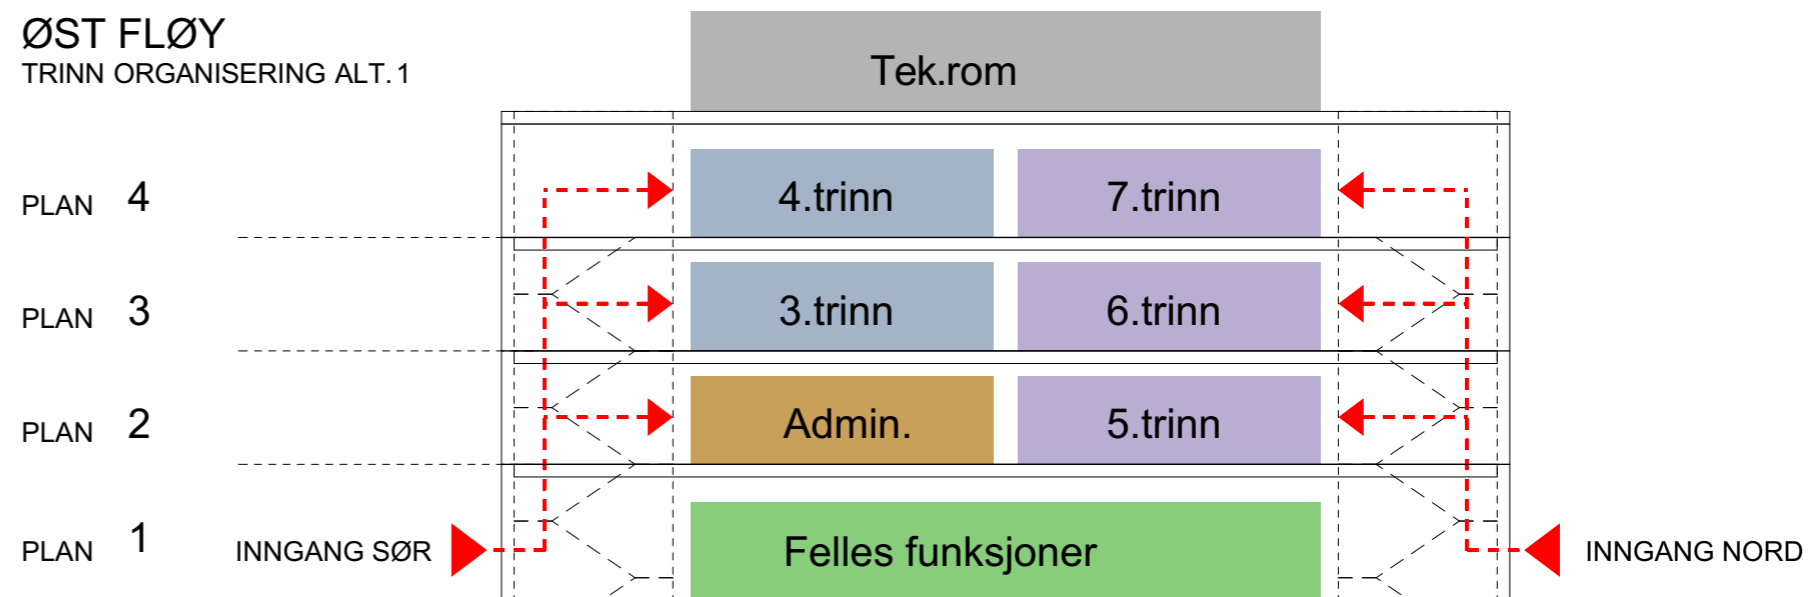 ØST FLØY
TRINN ORGANISERING ALT. 1
Tek.rom
PLAN 4
4.trinn
7.trinn
PLAN 3
3.trinn
6.trinn
PLAN 2
Admin.
5.trinn
PLAN 1
INNGANG SØR
Felles funksjoner
INNGANG NORD